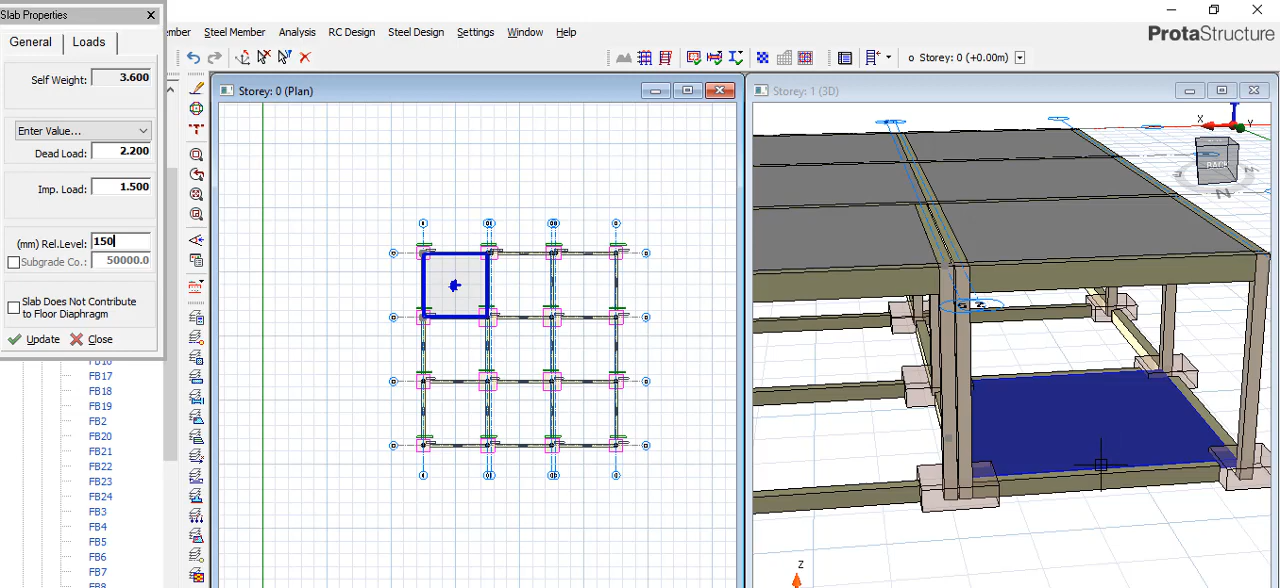 Slab Properties
General Loads
Self Weight: 3.600
Enter Value...
Dead Load: 2.200
Imp. Load: 1.500
(mm) Rel.Level: 150
Subgrade Co.: 50000.0
Slab Does Not Contribute
to Floor Diaphragm
Update Close
FB17
FB18
FB19
FB2
FB20
FB21
FB22
FB23
FB24
FB3
FB4
FB5
FB6
FB7
mber Steel Member Analysis RC Design Steel Design Settings Window Help
ProtaStructure
Storey: 0 (+0.00m)
Storey: 0 (Plan)
Storey: 1 (3D)
X
Y
BACK
N
Z